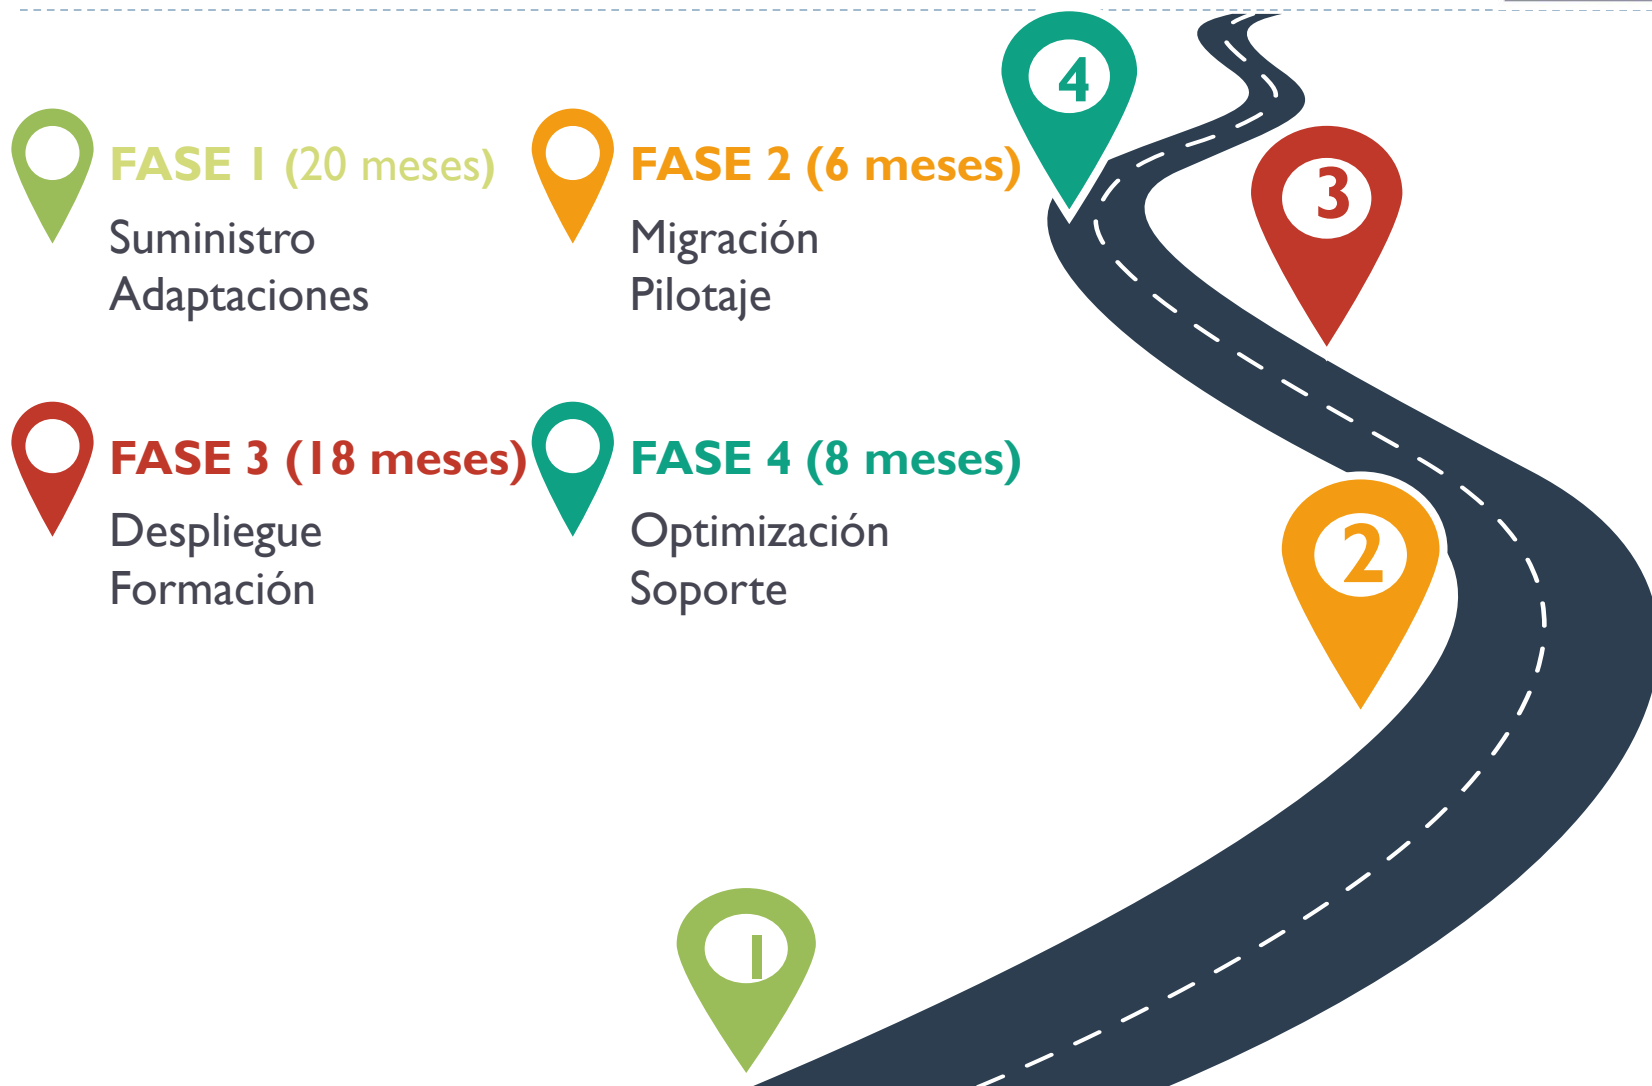 FASE 1 (20 meses)
Suministro
Adaptaciones
FASE 2 (6 meses)
Migración
Pilotaje
FASE 3 (18 meses)
Despliegue
Formación
FASE 4 (8 meses)
Optimización
Soporte
4
3
2
1